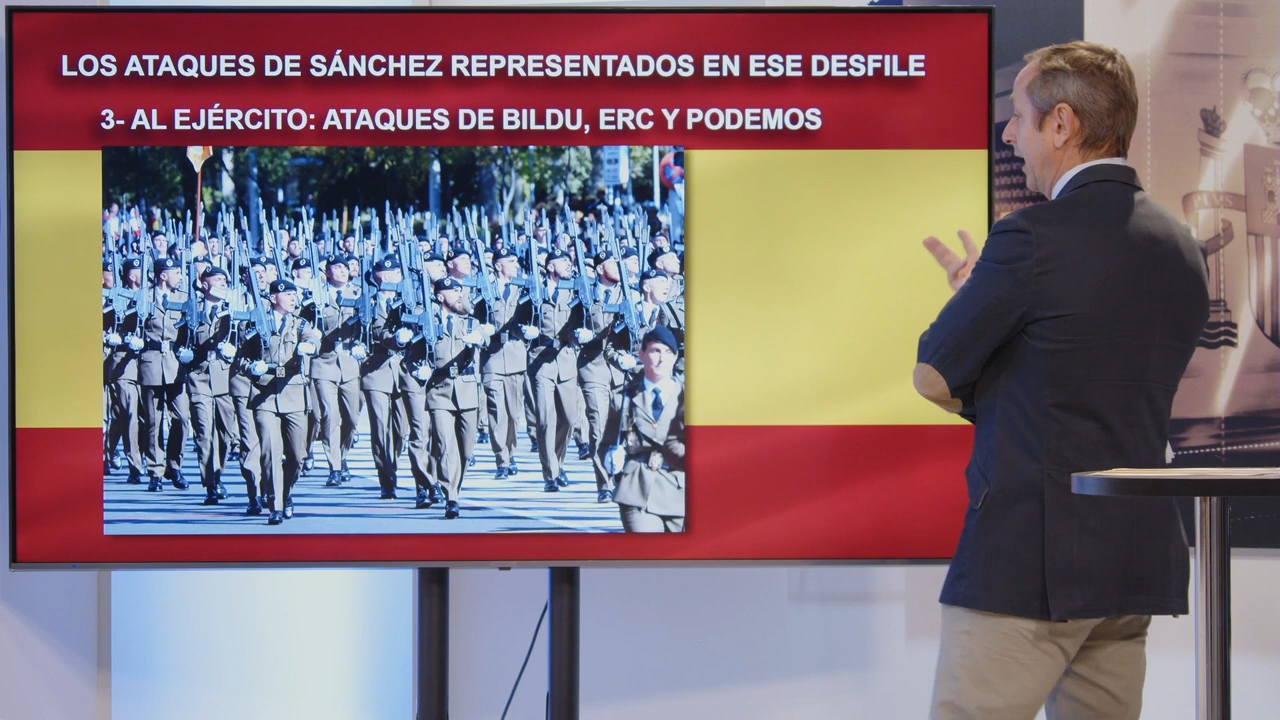 LOS ATAQUES DE SÁNCHEZ REPRESENTADOS EN ESE DESFILE
3- AL EJÉRCITO: ATAQUES DE BILDU, ERC Y PODEMOS